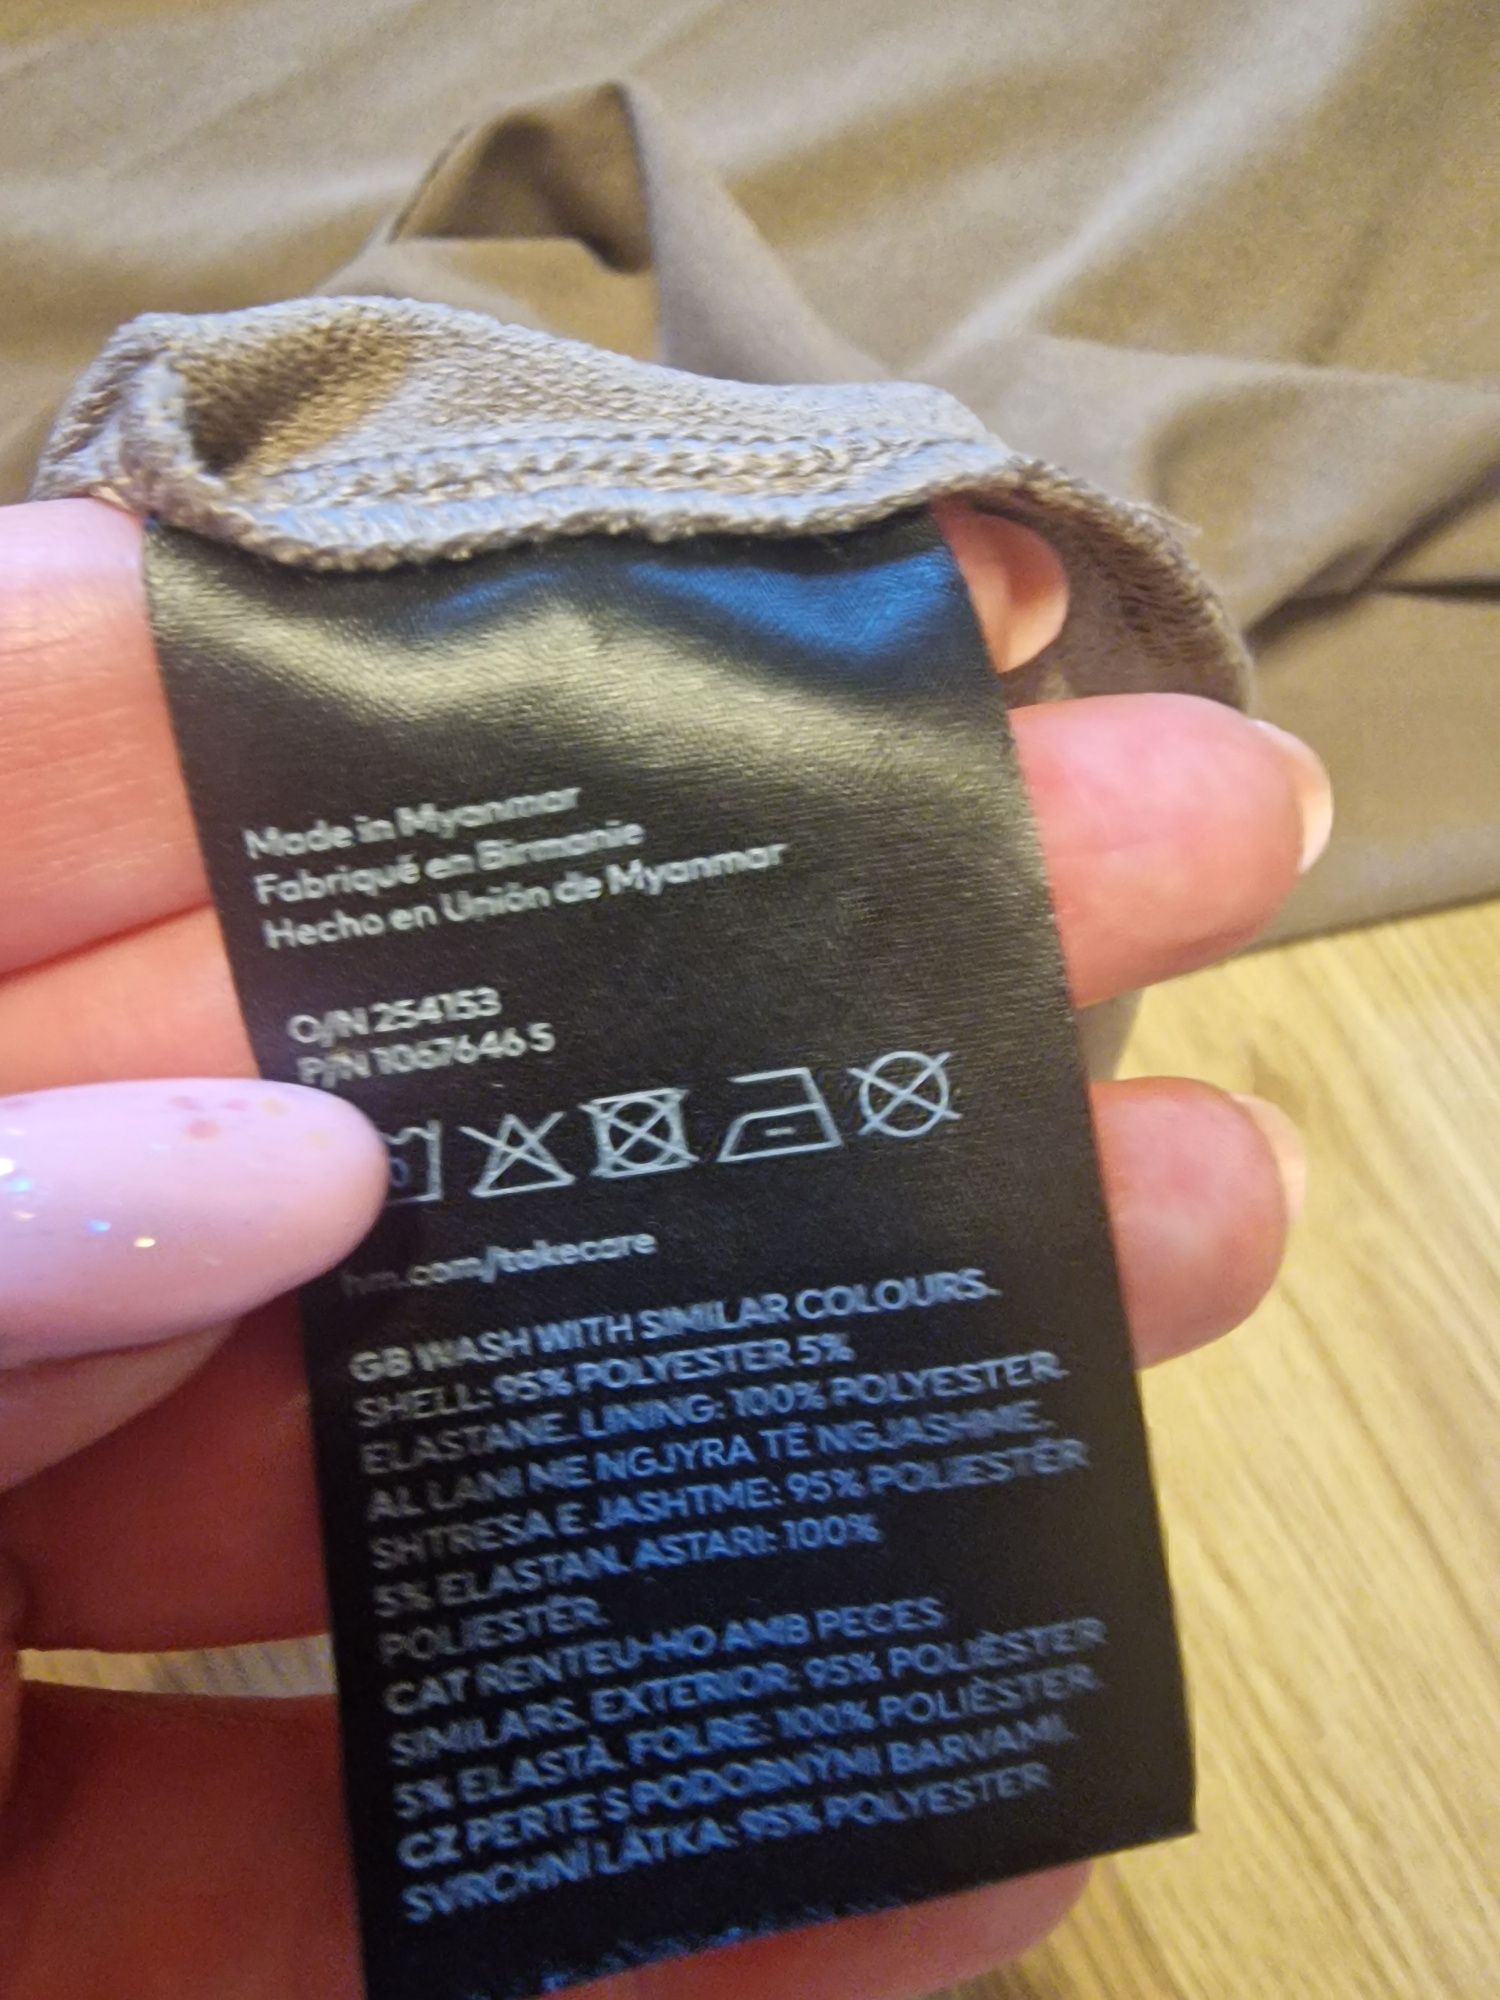 Made in Myanmar
Fabriqué en Birmanie
Hecho en Unión de Myanmar
O/N 254153
P/N 1067646 5
hm.com/takecare
GB WASH WITH SIMILAR COLOURS.
SHELL: 95% POLYESTER 5%
ELASTANE. LINING: 100% POLYESTER.
AL LANI NE NGJYRA TË NGJASHME.
SHTRESA E JASHTME: 95% POLIESTËR
5% ELASTAN. ASTARI: 100%
POLIESTËR.
CAT RENTEU-HO AMB PECES
SIMILARS. EXTERIOR: 95% POLIÈSTER
5% ELASTÀ. FOLRE: 100% POLIÈSTER.
CZ PERTE S PODOBNÝMI BARVAMI.
SVRCHNÍ LÁTKA: 95% POLYESTER